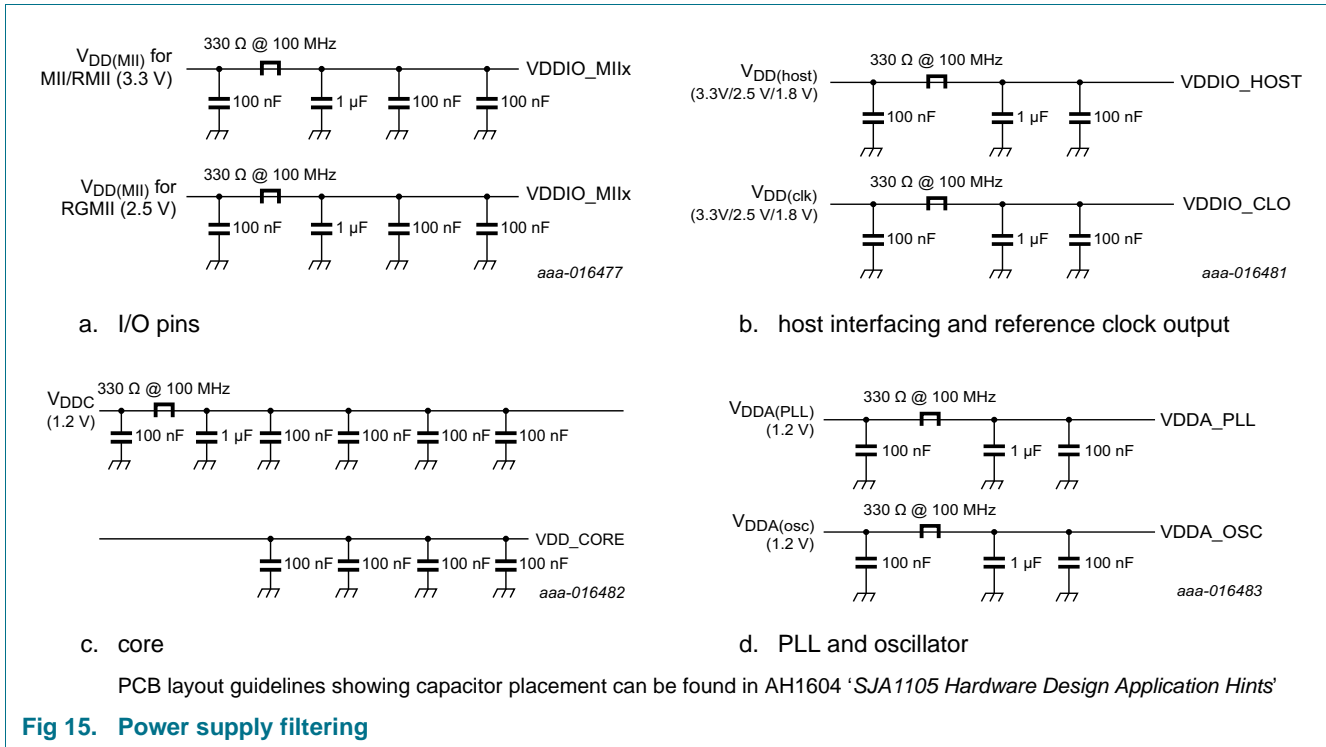 330 Ω @ 100 MHz
VDD(MII) for
MII/RMII (3.3 V)
VDDIO_MIIx
100 nF
1 μF
100 nF
100 nF
330 Ω @ 100 MHz
VDD(MII) for
RGMII (2.5 V)
VDDIO_MIIx
100 nF
1 μF
100 nF
100 nF
aaa-016477
a. I/O pins
330 Ω @ 100 MHz
VDD(host)
(3.3V/2.5 V/1.8 V)
VDDIO_HOST
100 nF
1 μF
100 nF
330 Ω @ 100 MHz
VDD(clk)
(3.3V/2.5 V/1.8 V)
VDDIO_CLO
100 nF
1 μF
100 nF
aaa-016481
b. host interfacing and reference clock output
330 Ω @ 100 MHz
VDDC
(1.2 V)
100 nF
1 μF
100 nF
100 nF
100 nF
100 nF
VDD_CORE
100 nF
100 nF
100 nF
100 nF
aaa-016482
c. core
330 Ω @ 100 MHz
VDDA(PLL)
(1.2 V)
VDDA_PLL
100 nF
1 μF
100 nF
330 Ω @ 100 MHz
VDDA(osc)
(1.2 V)
VDDA_OSC
100 nF
1 μF
100 nF
aaa-016483
d. PLL and oscillator
PCB layout guidelines showing capacitor placement can be found in AH1604 ‘SJA1105 Hardware Design Application Hints’
Fig 15. Power supply filtering